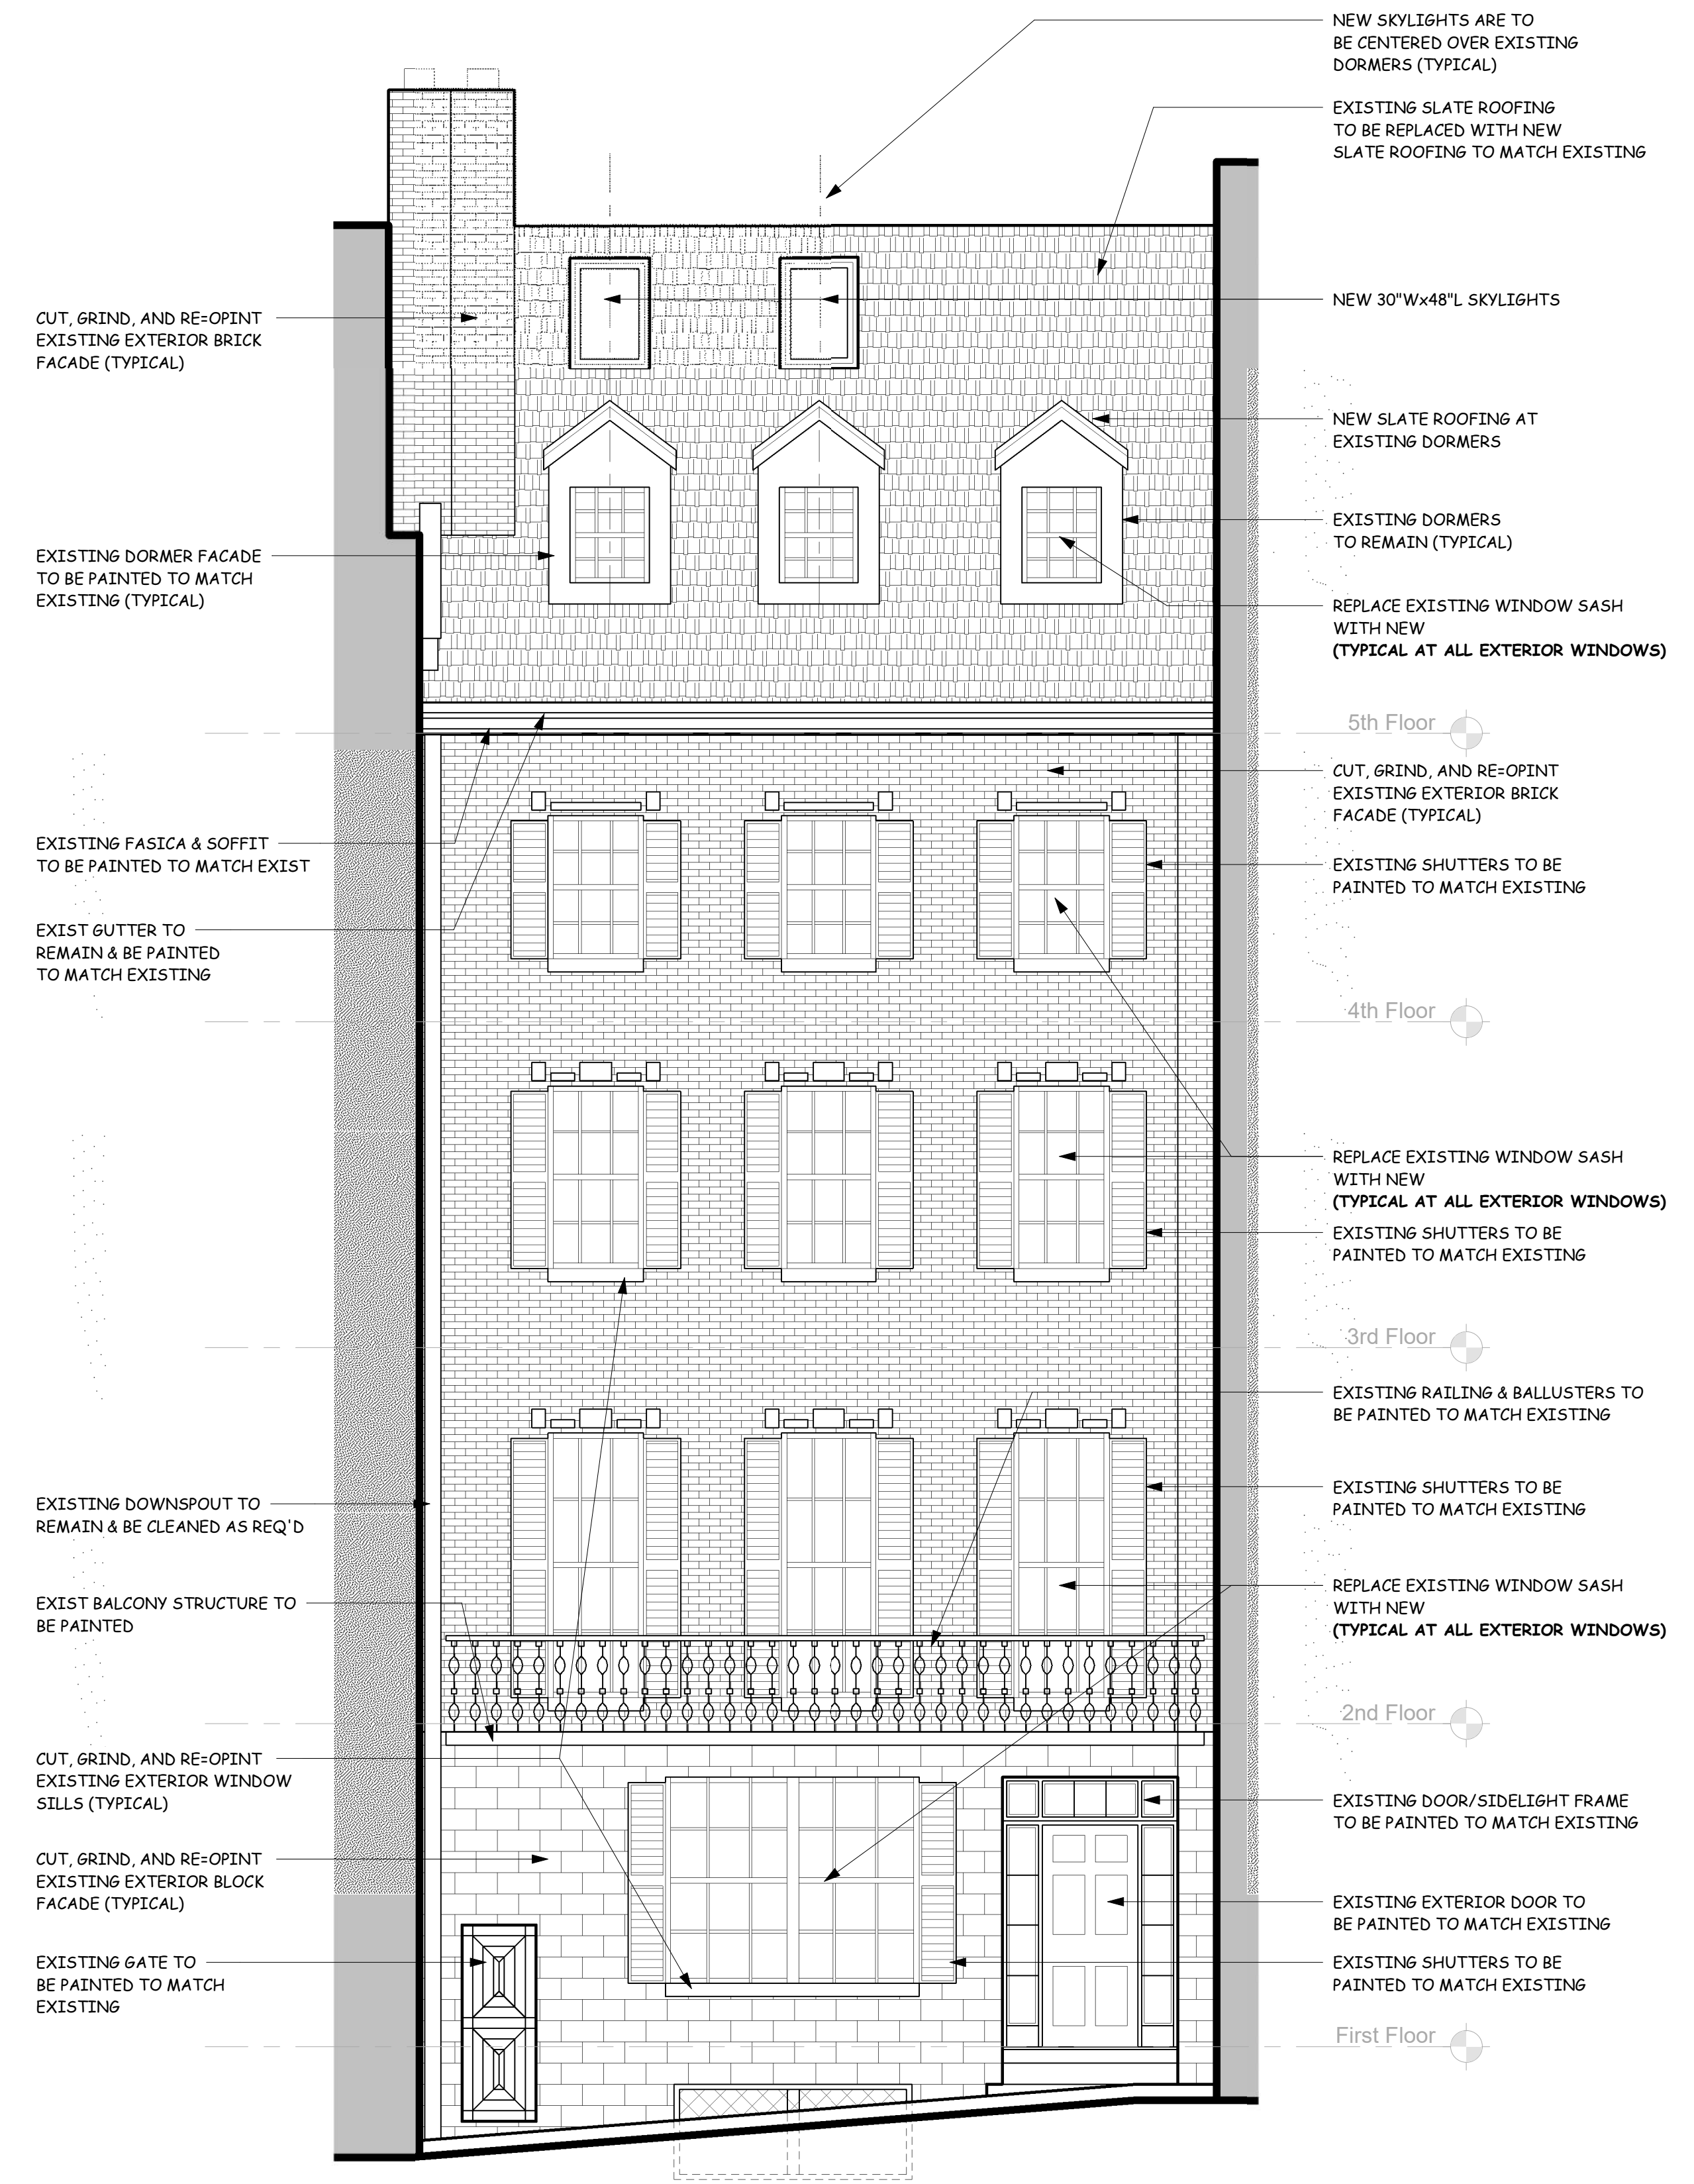 NEW SKYLIGHTS ARE TO
BE CENTERED OVER EXISTING
DORMERS (TYPICAL)
EXISTING SLATE ROOFING
TO BE REPLACED WITH NEW
SLATE ROOFING TO MATCH EXISTING
NEW 30"Wx48"L SKYLIGHTS
CUT, GRIND, AND RE=OPINT
EXISTING EXTERIOR BRICK
FACADE (TYPICAL)
NEW SLATE ROOFING AT
EXISTING DORMERS
EXISTING DORMERS
TO REMAIN (TYPICAL)
EXISTING DORMER FACADE
TO BE PAINTED TO MATCH
EXISTING (TYPICAL)
REPLACE EXISTING WINDOW SASH
WITH NEW
(TYPICAL AT ALL EXTERIOR WINDOWS)
5th Floor
CUT, GRIND, AND RE=OPINT
EXISTING EXTERIOR BRICK
FACADE (TYPICAL)
EXISTING FASICA & SOFFIT
TO BE PAINTED TO MATCH EXIST
EXISTING SHUTTERS TO BE
PAINTED TO MATCH EXISTING
EXIST GUTTER TO
REMAIN & BE PAINTED
TO MATCH EXISTING
4th Floor
REPLACE EXISTING WINDOW SASH
WITH NEW
(TYPICAL AT ALL EXTERIOR WINDOWS)
EXISTING SHUTTERS TO BE
PAINTED TO MATCH EXISTING
3rd Floor
EXISTING RAILING & BALLUSTERS TO
BE PAINTED TO MATCH EXISTING
EXISTING SHUTTERS TO BE
PAINTED TO MATCH EXISTING
EXISTING DOWNSPOUT TO
REMAIN & BE CLEANED AS REQ'D
REPLACE EXISTING WINDOW SASH
WITH NEW
(TYPICAL AT ALL EXTERIOR WINDOWS)
EXIST BALCONY STRUCTURE TO
BE PAINTED
2nd Floor
CUT, GRIND, AND RE=OPINT
EXISTING EXTERIOR WINDOW
SILLS (TYPICAL)
EXISTING DOOR/SIDELIGHT FRAME
TO BE PAINTED TO MATCH EXISTING
CUT, GRIND, AND RE=OPINT
EXISTING EXTERIOR BLOCK
FACADE (TYPICAL)
EXISTING EXTERIOR DOOR TO
BE PAINTED TO MATCH EXISTING
EXISTING GATE TO
BE PAINTED TO MATCH
EXISTING
EXISTING SHUTTERS TO BE
PAINTED TO MATCH EXISTING
First Floor